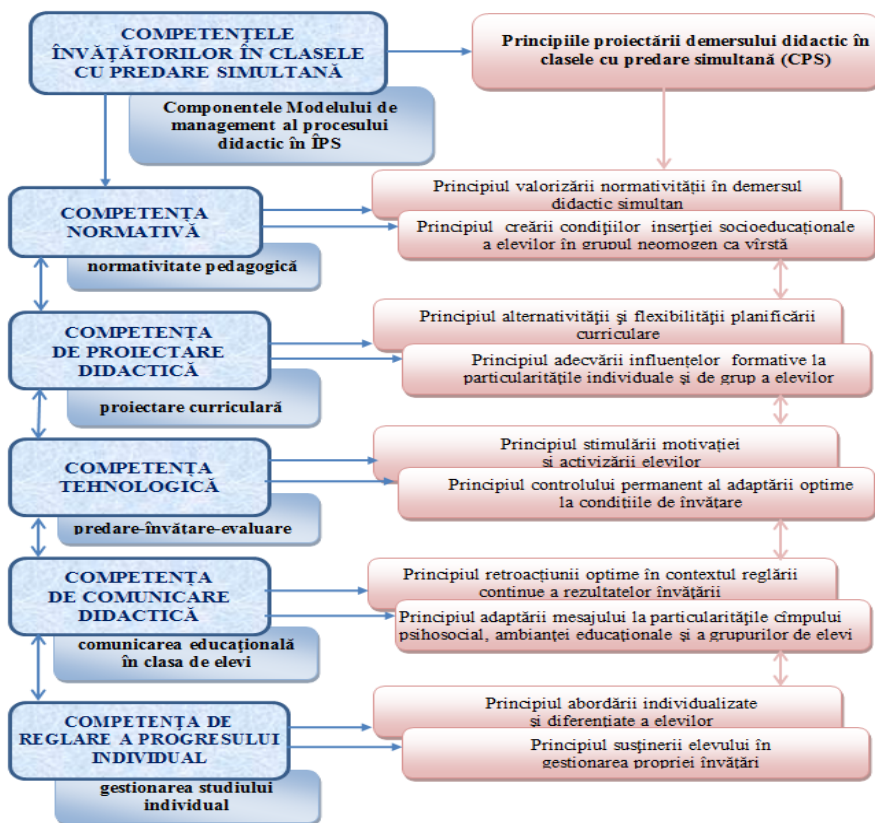 COMPETENȚELE
ÎNVĂȚĂTORILOR ÎN CLASELE
CU PREDARE SIMULTANĂ
Principiile proiectării demersului didactic în
clasele cu predare simultană (CPS)
Componentele Modelului de
management al procesului
didactic în ÎPS
COMPETENȚA
NORMATIVĂ
normativitate pedagogică
Principiul valorizării normativității în demersul
didactic simultan
Principiul creării condițiilor inserției socioeducaționale
a elevilor în grupul neomogen ca vîrstă
COMPETENȚA
DE PROIECTARE
DIDACTICĂ
proiectare curriculară
Principiul alternativității și flexibilității planificării
curriculare
Principiul adecvării influențelor formative la
particularitățile individuale și de grup a elevilor
COMPETENȚA
TEHNOLOGICĂ
predare-învățare-evaluare
Principiul stimulării motivației
și activizării elevilor
Principiul controlului permanent al adaptării optime
la condițiile de învățare
COMPETENȚA
DE COMUNICARE
DIDACTICĂ
comunicarea educațională
în clasa de elevi
Principiul retroacțiunii optime în contextul reglării
continue a rezultatelor învățării
Principiul adaptării mesajului la particularitățile cîmpului
psihosocial, ambianței educaționale și a grupurilor de elevi
COMPETENȚA DE
REGLARE A PROGRESULUI
INDIVIDUAL
gestionarea studiului
individual
Principiul abordării individualizate
și diferențiate a elevilor
Principiul susținerii elevului în
gestionarea propriei învățări